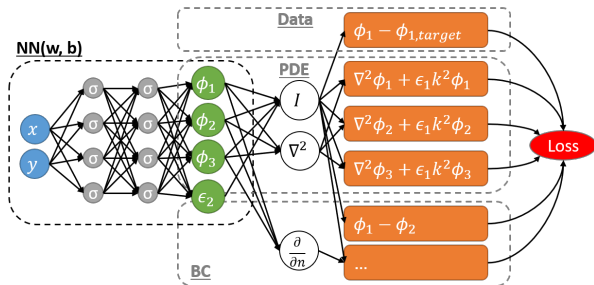 Data
ϕ₁ − ϕ₁,target
NN(w, b)
PDE
∇²ϕ₁ + ϵ₁k²ϕ₁
∇²ϕ₂ + ϵ₁k²ϕ₂
∇²ϕ₃ + ϵ₁k²ϕ₃
x
y
σ σ
σ σ
σ σ
σ σ
ϕ₁
ϕ₂
ϕ₃
ϵ₂
I
∇²
∂/∂n
Loss
ϕ₁ − ϕ₂
...
BC